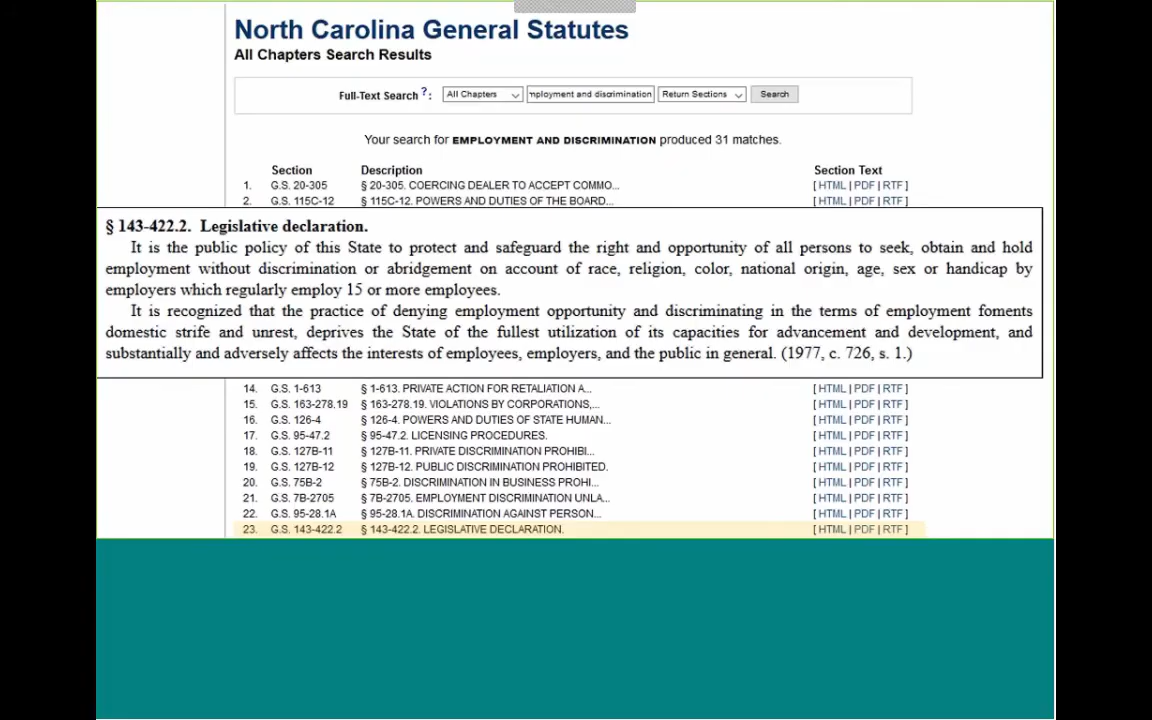 North Carolina General Statutes
All Chapters Search Results
Full-Text Search ?: All Chapters mployment and discrimination Return Sections Search
Your search for EMPLOYMENT AND DISCRIMINATION produced 31 matches.
Section Description Section Text
1. G.S. 20-305 § 20-305. COERCING DEALER TO ACCEPT COMMO... [ HTML | PDF | RTF ]
2. G.S. 115C-12 § 115C-12. POWERS AND DUTIES OF THE BOARD... [ HTML | PDF | RTF ]
§ 143-422.2. Legislative declaration.
It is the public policy of this State to protect and safeguard the right and opportunity of all persons to seek, obtain and hold
employment without discrimination or abridgement on account of race, religion, color, national origin, age, sex or handicap by
employers which regularly employ 15 or more employees.
It is recognized that the practice of denying employment opportunity and discriminating in the terms of employment foments
domestic strife and unrest, deprives the State of the fullest utilization of its capacities for advancement and development, and
substantially and adversely affects the interests of employees, employers, and the public in general. (1977, c. 726, s. 1.)
14. G.S. 1-613 § 1-613. PRIVATE ACTION FOR RETALIATION A... [ HTML | PDF | RTF ]
15. G.S. 163-278.19 § 163-278.19. VIOLATIONS BY CORPORATIONS,... [ HTML | PDF | RTF ]
16. G.S. 126-4 § 126-4. POWERS AND DUTIES OF STATE HUMAN... [ HTML | PDF | RTF ]
17. G.S. 95-47.2 § 95-47.2. LICENSING PROCEDURES. [ HTML | PDF | RTF ]
18. G.S. 127B-11 § 127B-11. PRIVATE DISCRIMINATION PROHIBI... [ HTML | PDF | RTF ]
19. G.S. 127B-12 § 127B-12. PUBLIC DISCRIMINATION PROHIBITED. [ HTML | PDF | RTF ]
20. G.S. 75B-2 § 75B-2. DISCRIMINATION IN BUSINESS PROHI... [ HTML | PDF | RTF ]
21. G.S. 7B-2705 § 7B-2705. EMPLOYMENT DISCRIMINATION UNLA... [ HTML | PDF | RTF ]
22. G.S. 95-28.1A § 95-28.1A. DISCRIMINATION AGAINST PERSON... [ HTML | PDF | RTF ]
23. G.S. 143-422.2 § 143-422.2. LEGISLATIVE DECLARATION. [ HTML | PDF | RTF ]